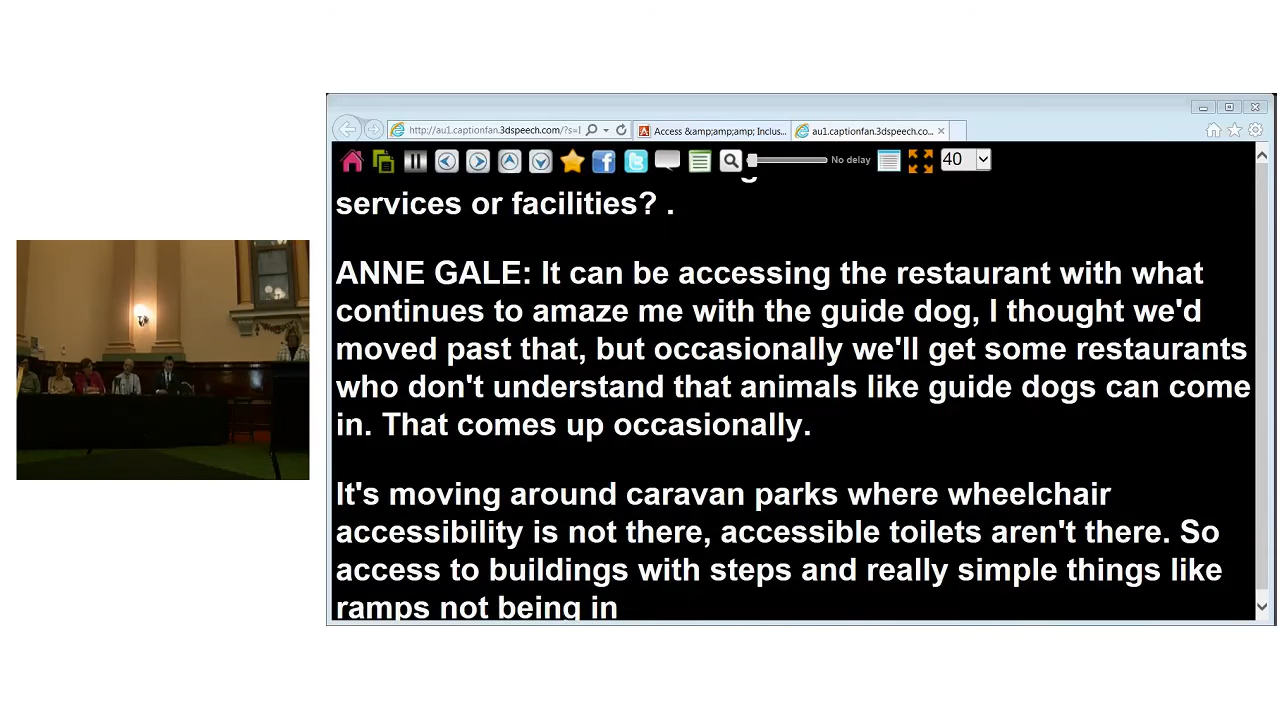 http://au1.captionfan.3dspeech.com/?s=I
Access &amp;amp;amp; Inclus...
au1.captionfan.3dspeech.co...
No delay
40
services or facilities? .
ANNE GALE: It can be accessing the restaurant with what
continues to amaze me with the guide dog, I thought we'd
moved past that, but occasionally we'll get some restaurants
who don't understand that animals like guide dogs can come
in. That comes up occasionally.
It's moving around caravan parks where wheelchair
accessibility is not there, accessible toilets aren't there. So
access to buildings with steps and really simple things like
ramps not being in